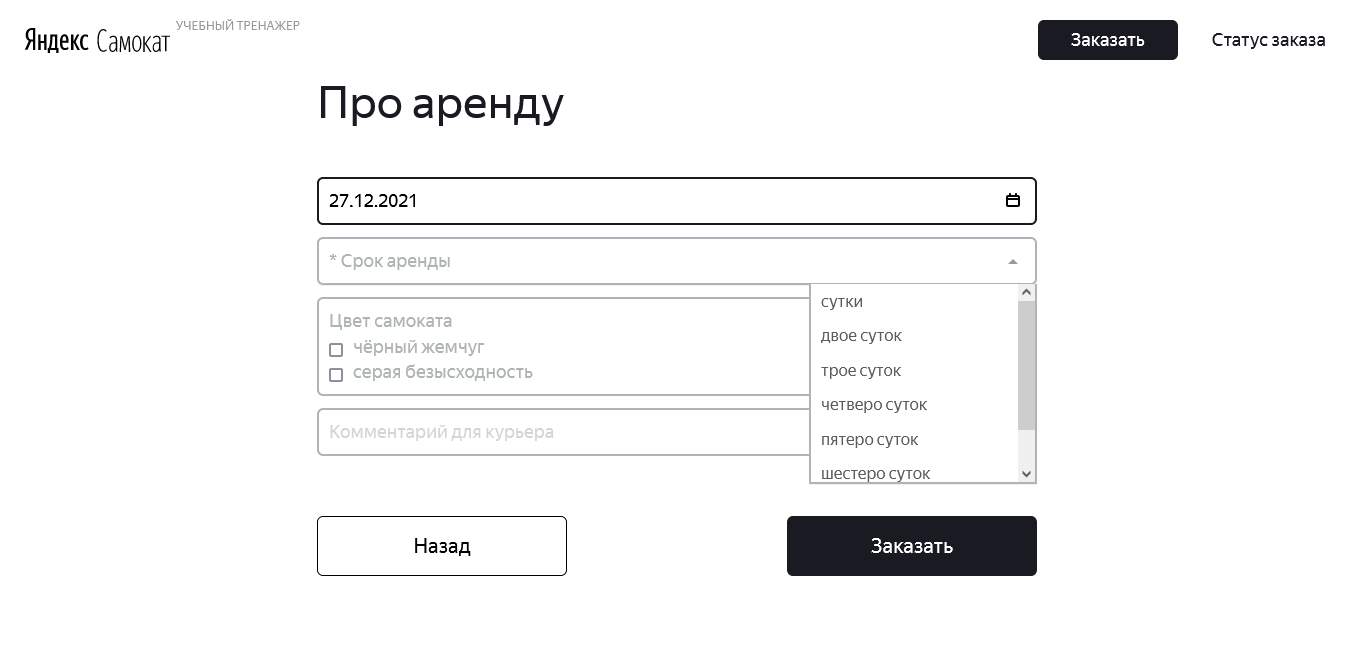 Яндекс Самокат
УЧЕБНЫЙ ТРЕНАЖЕР
Заказать
Статус заказа
Про аренду
27.12.2021
* Срок аренды
сутки
двое суток
трое суток
четверо суток
пятеро суток
шестеро суток
Цвет самоката
чёрный жемчуг
серая безысходность
Комментарий для курьера
Назад
Заказать